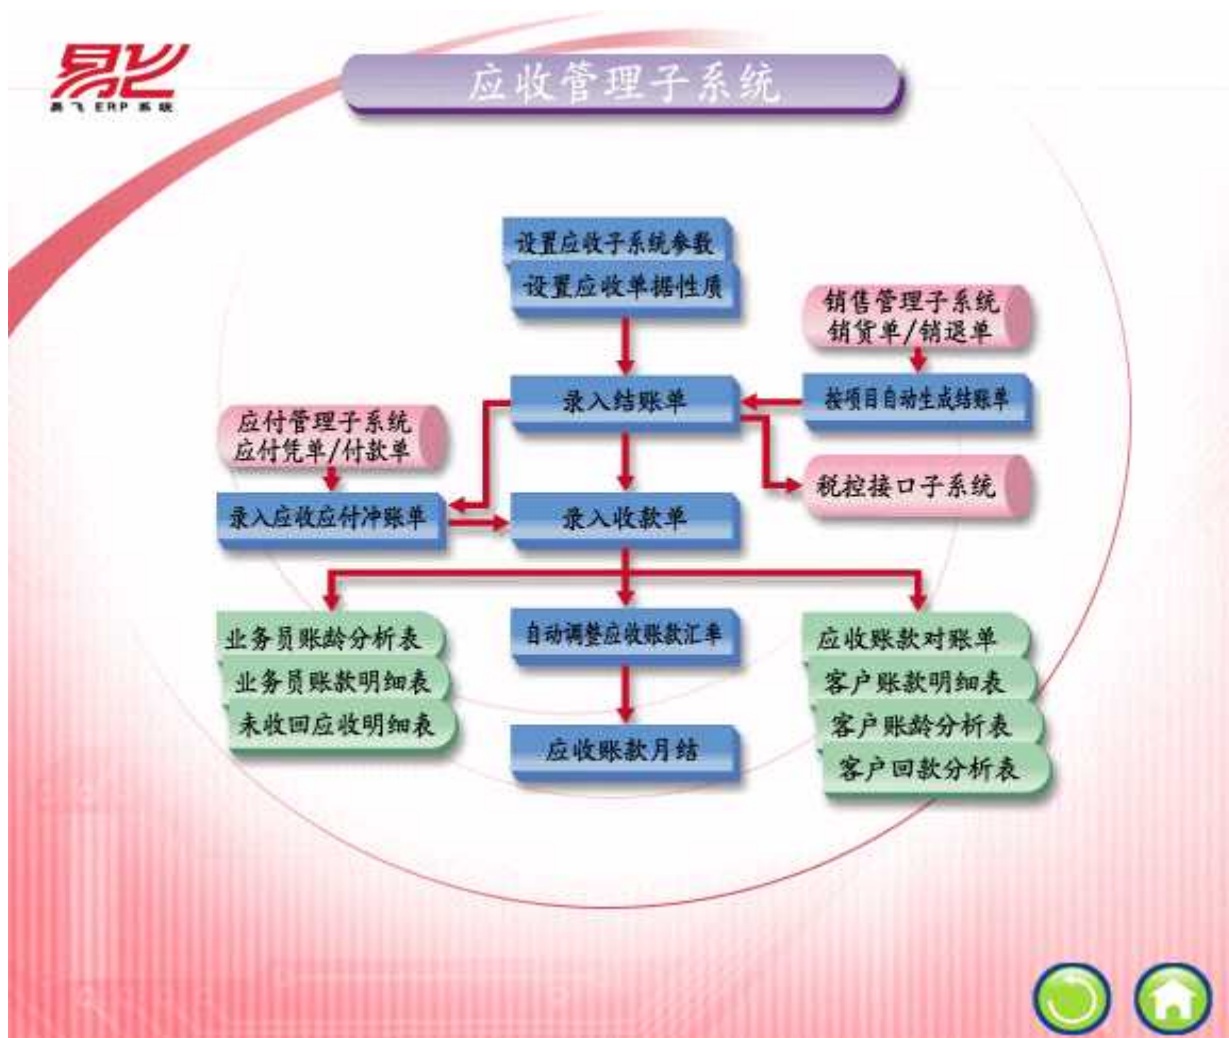 易飞
易飞 ERP 系统
应收管理子系统
设置应收子系统参数
设置应收单据性质
销售管理子系统
销货单/销退单
录入结账单
按项目自动生成结账单
应付管理子系统
应付凭单/付款单
税控接口子系统
录入应收应付冲账单
录入收款单
业务员账龄分析表
业务员账款明细表
未收回应收明细表
自动调整应收账款汇率
应收账款月结
应收账款对账单
客户账款明细表
客户账龄分析表
客户回款分析表